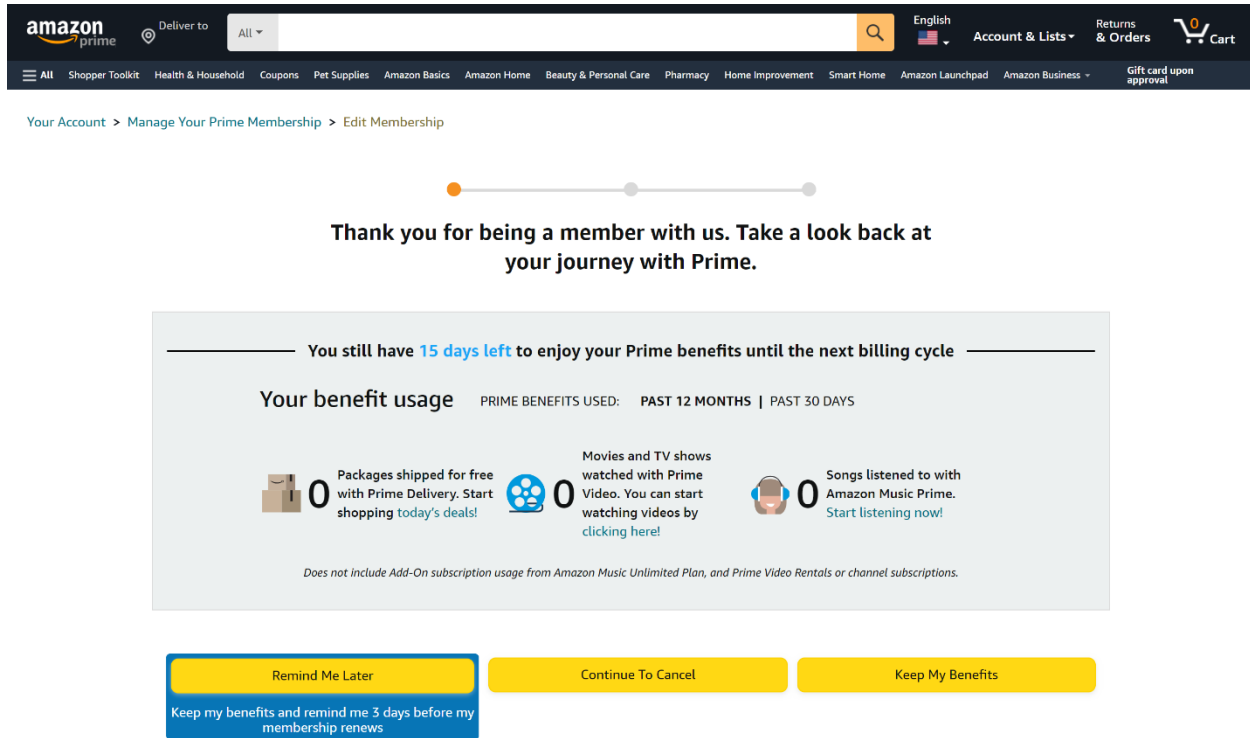 amazon prime
Deliver to
All
English
Account & Lists
Returns
& Orders
0
Cart
All Shopper Toolkit Health & Household Coupons Pet Supplies Amazon Basics Amazon Home Beauty & Personal Care Pharmacy Home Improvement Smart Home Amazon Launchpad Amazon Business
Gift card upon
approval
Your Account > Manage Your Prime Membership > Edit Membership
Thank you for being a member with us. Take a look back at
your journey with Prime.
You still have 15 days left to enjoy your Prime benefits until the next billing cycle
Your benefit usage PRIME BENEFITS USED: PAST 12 MONTHS | PAST 30 DAYS
0
Packages shipped for free
with Prime Delivery. Start
shopping today's deals!
0
Movies and TV shows
watched with Prime
Video. You can start
watching videos by
clicking here!
0
Songs listened to with
Amazon Music Prime.
Start listening now!
Does not include Add-On subscription usage from Amazon Music Unlimited Plan, and Prime Video Rentals or channel subscriptions.
Remind Me Later
Keep my benefits and remind me 3 days before my
membership renews
Continue To Cancel
Keep My Benefits